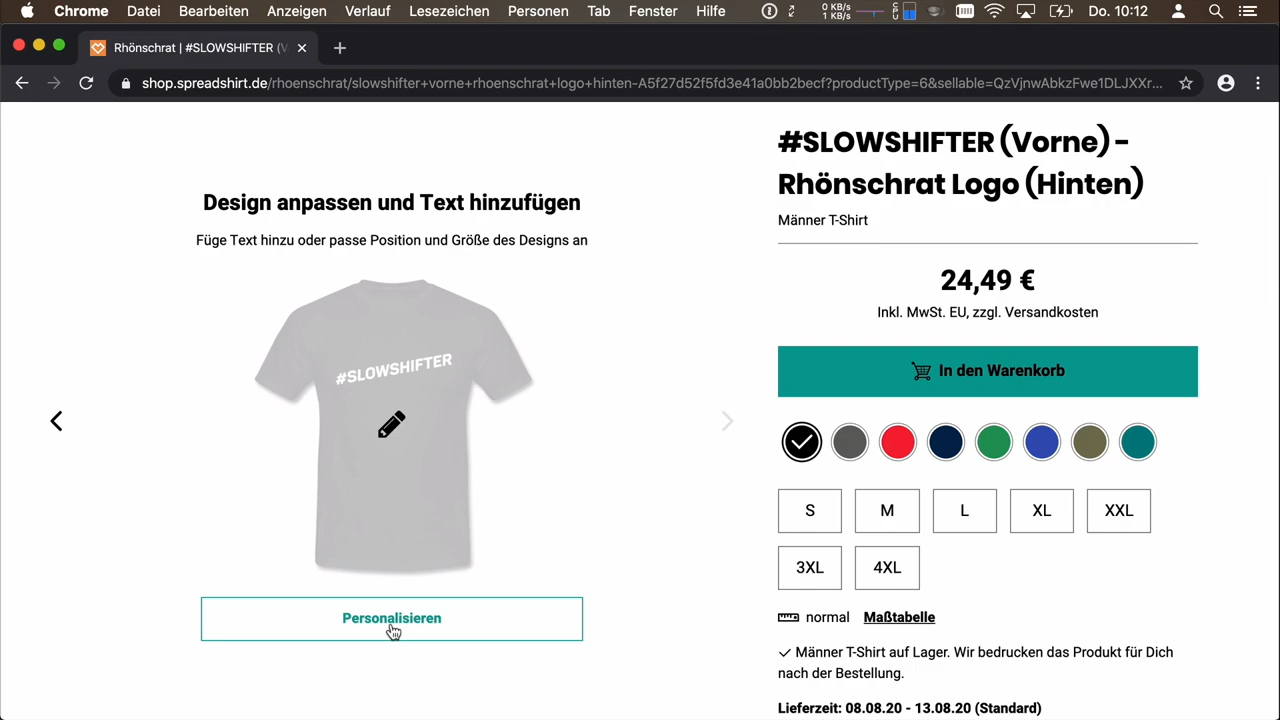 Chrome Datei Bearbeiten Anzeigen Verlauf Lesezeichen Personen Tab Fenster Hilfe 0 KB/s 0 KB/s Do. 10:12
Rhönschrat | #SLOWSHIFTER (V
shop.spreadshirt.de/rhoenschrat/slowshifter+vorne+rhoenschrat+logo+hinten-A5f27d52f5fd3e41a0bb2becf?productType=6&sellable=QzVjnwAbkzFwe1DLJXXr...
#SLOWSHIFTER (Vorne) -
Rhönschrat Logo (Hinten)
Männer T-Shirt
Design anpassen und Text hinzufügen
Füge Text hinzu oder passe Position und Größe des Designs an
#SLOWSHIFTER
Personalisieren
24,49 €
Inkl. MwSt. EU, zzgl. Versandkosten
In den Warenkorb
S M L XL XXL
3XL 4XL
normal Maßtabelle
Männer T-Shirt auf Lager. Wir bedrucken das Produkt für Dich
nach der Bestellung.
Lieferzeit: 08.08.20 - 13.08.20 (Standard)